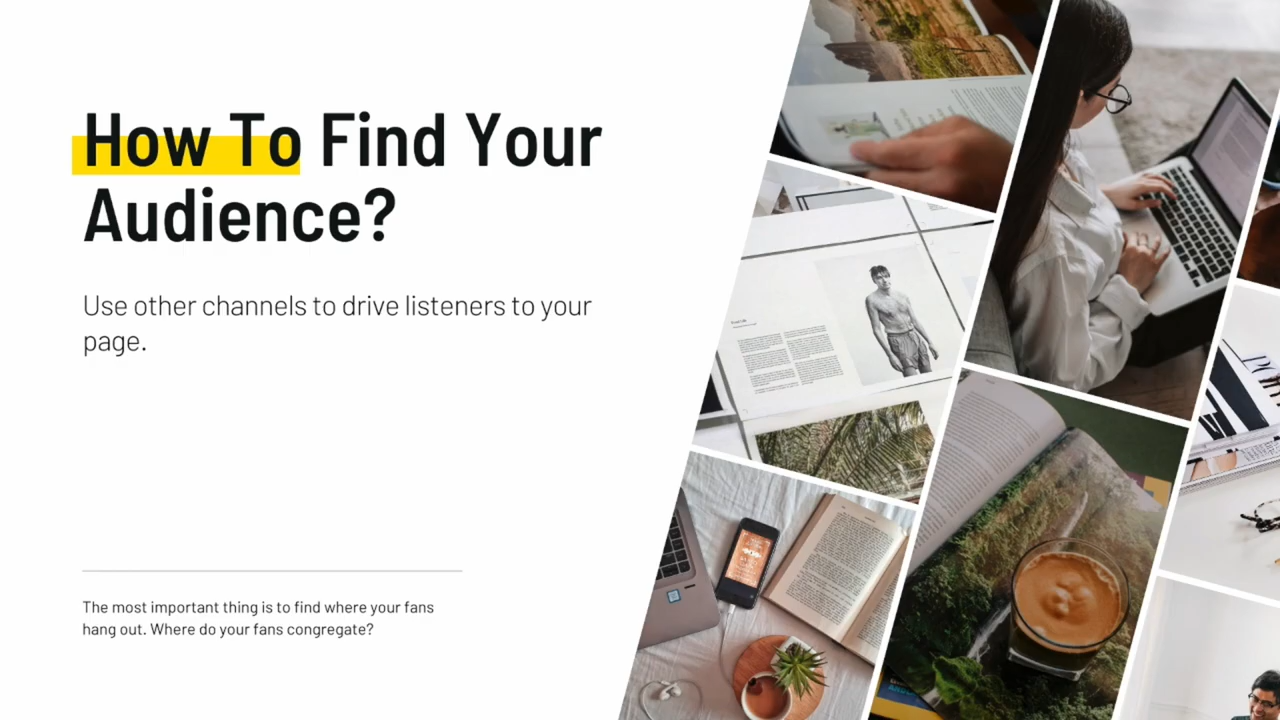 How To Find Your
Audience?
Use other channels to drive listeners to your
page.
The most important thing is to find where your fans
hang out. Where do your fans congregate?